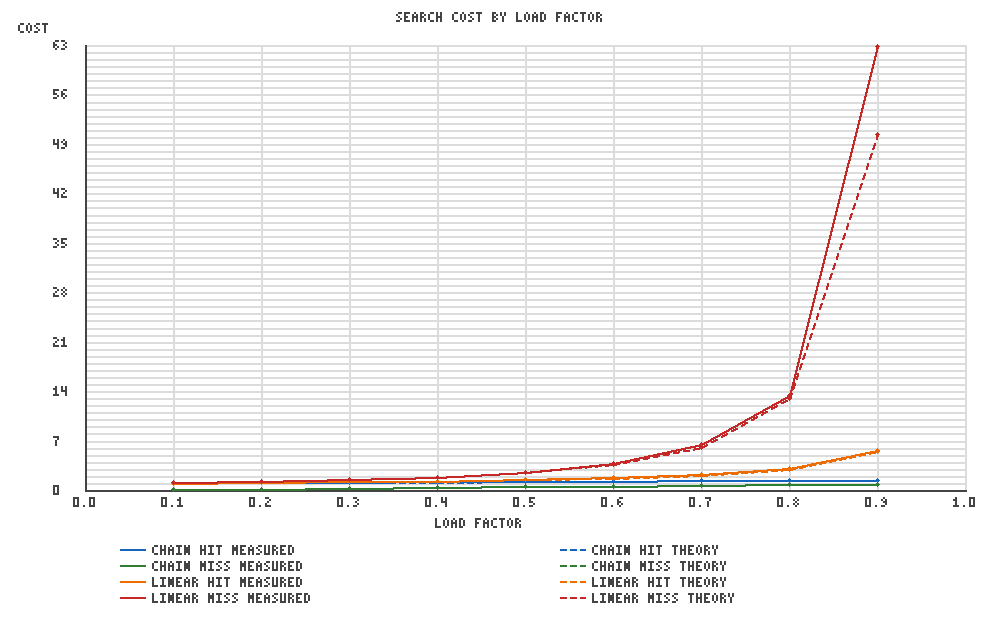 SEARCH COST BY LOAD FACTOR
COST
63
56
49
42
35
28
21
14
7
0
0.0 0.1 0.2 0.3 0.4 0.5 0.6 0.7 0.8 0.9 1.0
LOAD FACTOR
CHAIN HIT MEASURED CHAIN HIT THEORY
CHAIN MISS MEASURED CHAIN MISS THEORY
LINEAR HIT MEASURED LINEAR HIT THEORY
LINEAR MISS MEASURED LINEAR MISS THEORY